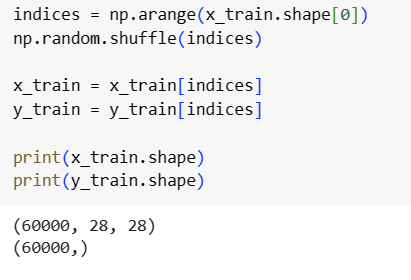 indices = np.arange(x_train.shape[0])
np.random.shuffle(indices)
x_train = x_train[indices]
y_train = y_train[indices]
print(x_train.shape)
print(y_train.shape)
(60000, 28, 28)
(60000,)